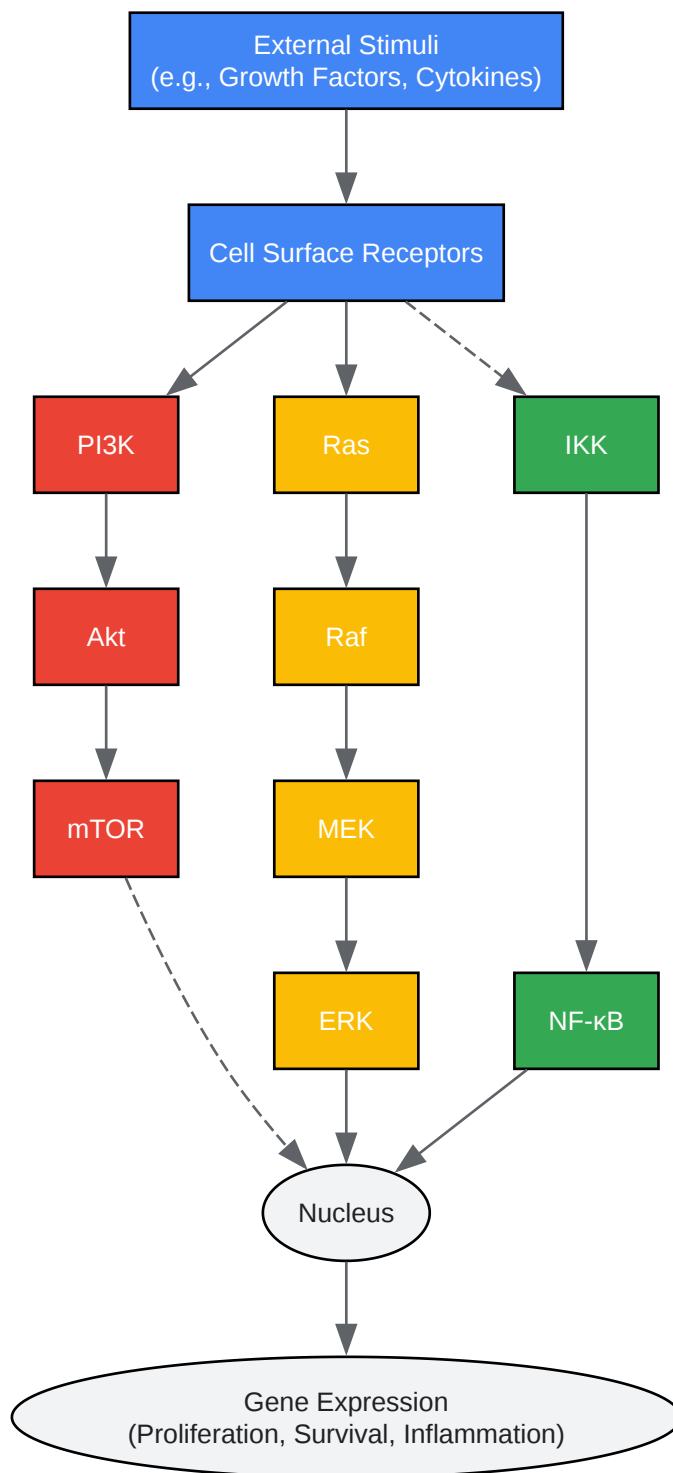 External Stimuli
(e.g., Growth Factors, Cytokines)
Cell Surface Receptors
PI3K
Ras
IKK
Akt
Raf
mTOR
MEK
ERK
NF-κB
Nucleus
Gene Expression
(Proliferation, Survival, Inflammation)